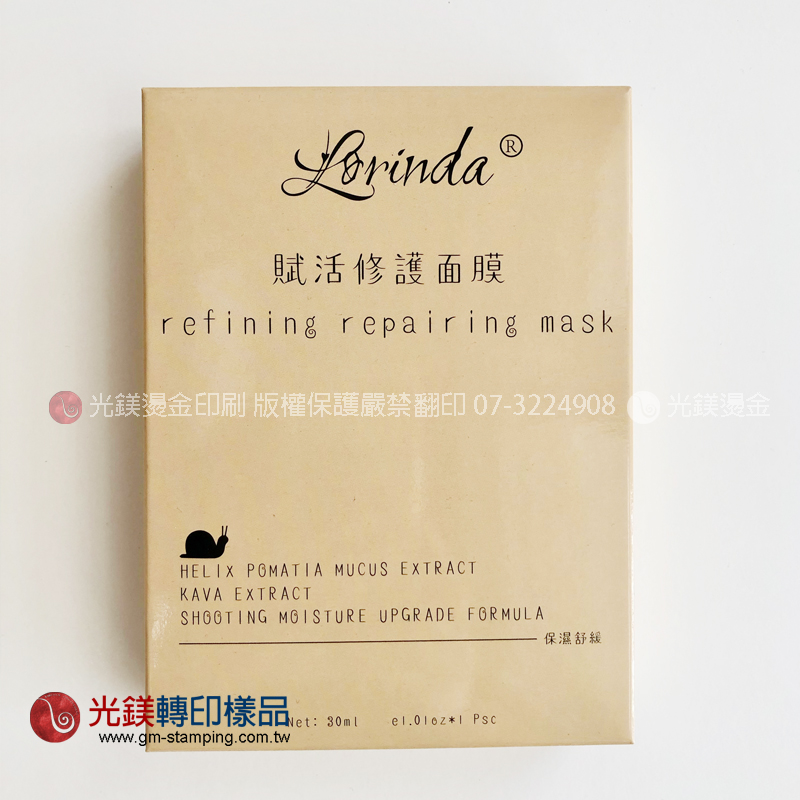 Lorinda®
賦活修護面膜
refining repairing mask
光鎂燙金印刷 版權保護嚴禁翻印 07-3224908 光鎂燙金
HELIX POMATIA MUCUS EXTRACT
KAVA EXTRACT
SHOOTING MOISTURE UPGRADE FORMULA
保濕舒緩
光鎂轉印樣品
www.gm-stamping.com.tw
Net: 30ml e1.01oz*1 Psc